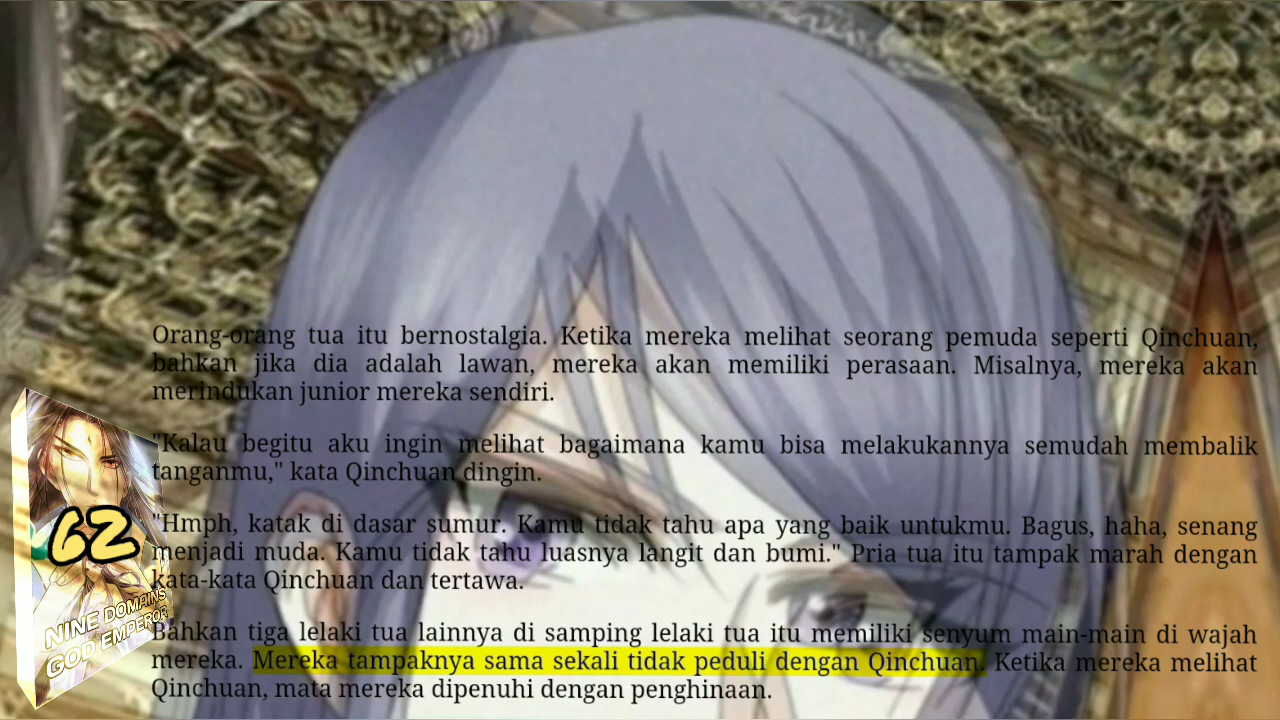 Orang-orang tua itu bernostalgia. Ketika mereka melihat seorang pemuda seperti Qinchuan,
bahkan jika dia adalah lawan, mereka akan memiliki perasaan. Misalnya, mereka akan
merindukan junior mereka sendiri.
"Kalau begitu aku ingin melihat bagaimana kamu bisa melakukannya semudah membalik
tanganmu," kata Qinchuan dingin.
"Hmph, katak di dasar sumur. Kamu tidak tahu apa yang baik untukmu. Bagus, haha, senang
menjadi muda. Kamu tidak tahu luasnya langit dan bumi." Pria tua itu tampak marah dengan
kata-kata Qinchuan dan tertawa.
Bahkan tiga lelaki tua lainnya di samping lelaki tua itu memiliki senyum main-main di wajah
mereka. Mereka tampaknya sama sekali tidak peduli dengan Qinchuan. Ketika mereka melihat
Qinchuan, mata mereka dipenuhi dengan penghinaan.
62
NINE DOMAINS
GOD EMPEROR